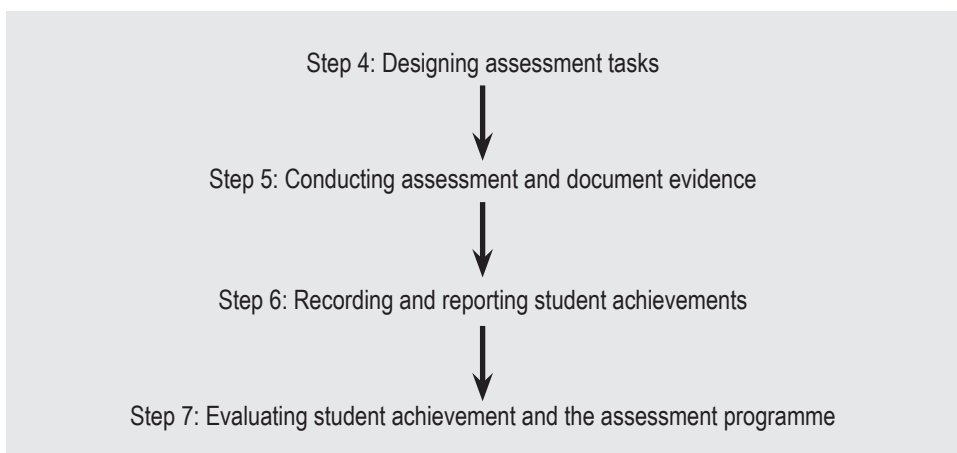 Step 4: Designing assessment tasks
Step 5: Conducting assessment and document evidence
Step 6: Recording and reporting student achievements
Step 7: Evaluating student achievement and the assessment programme